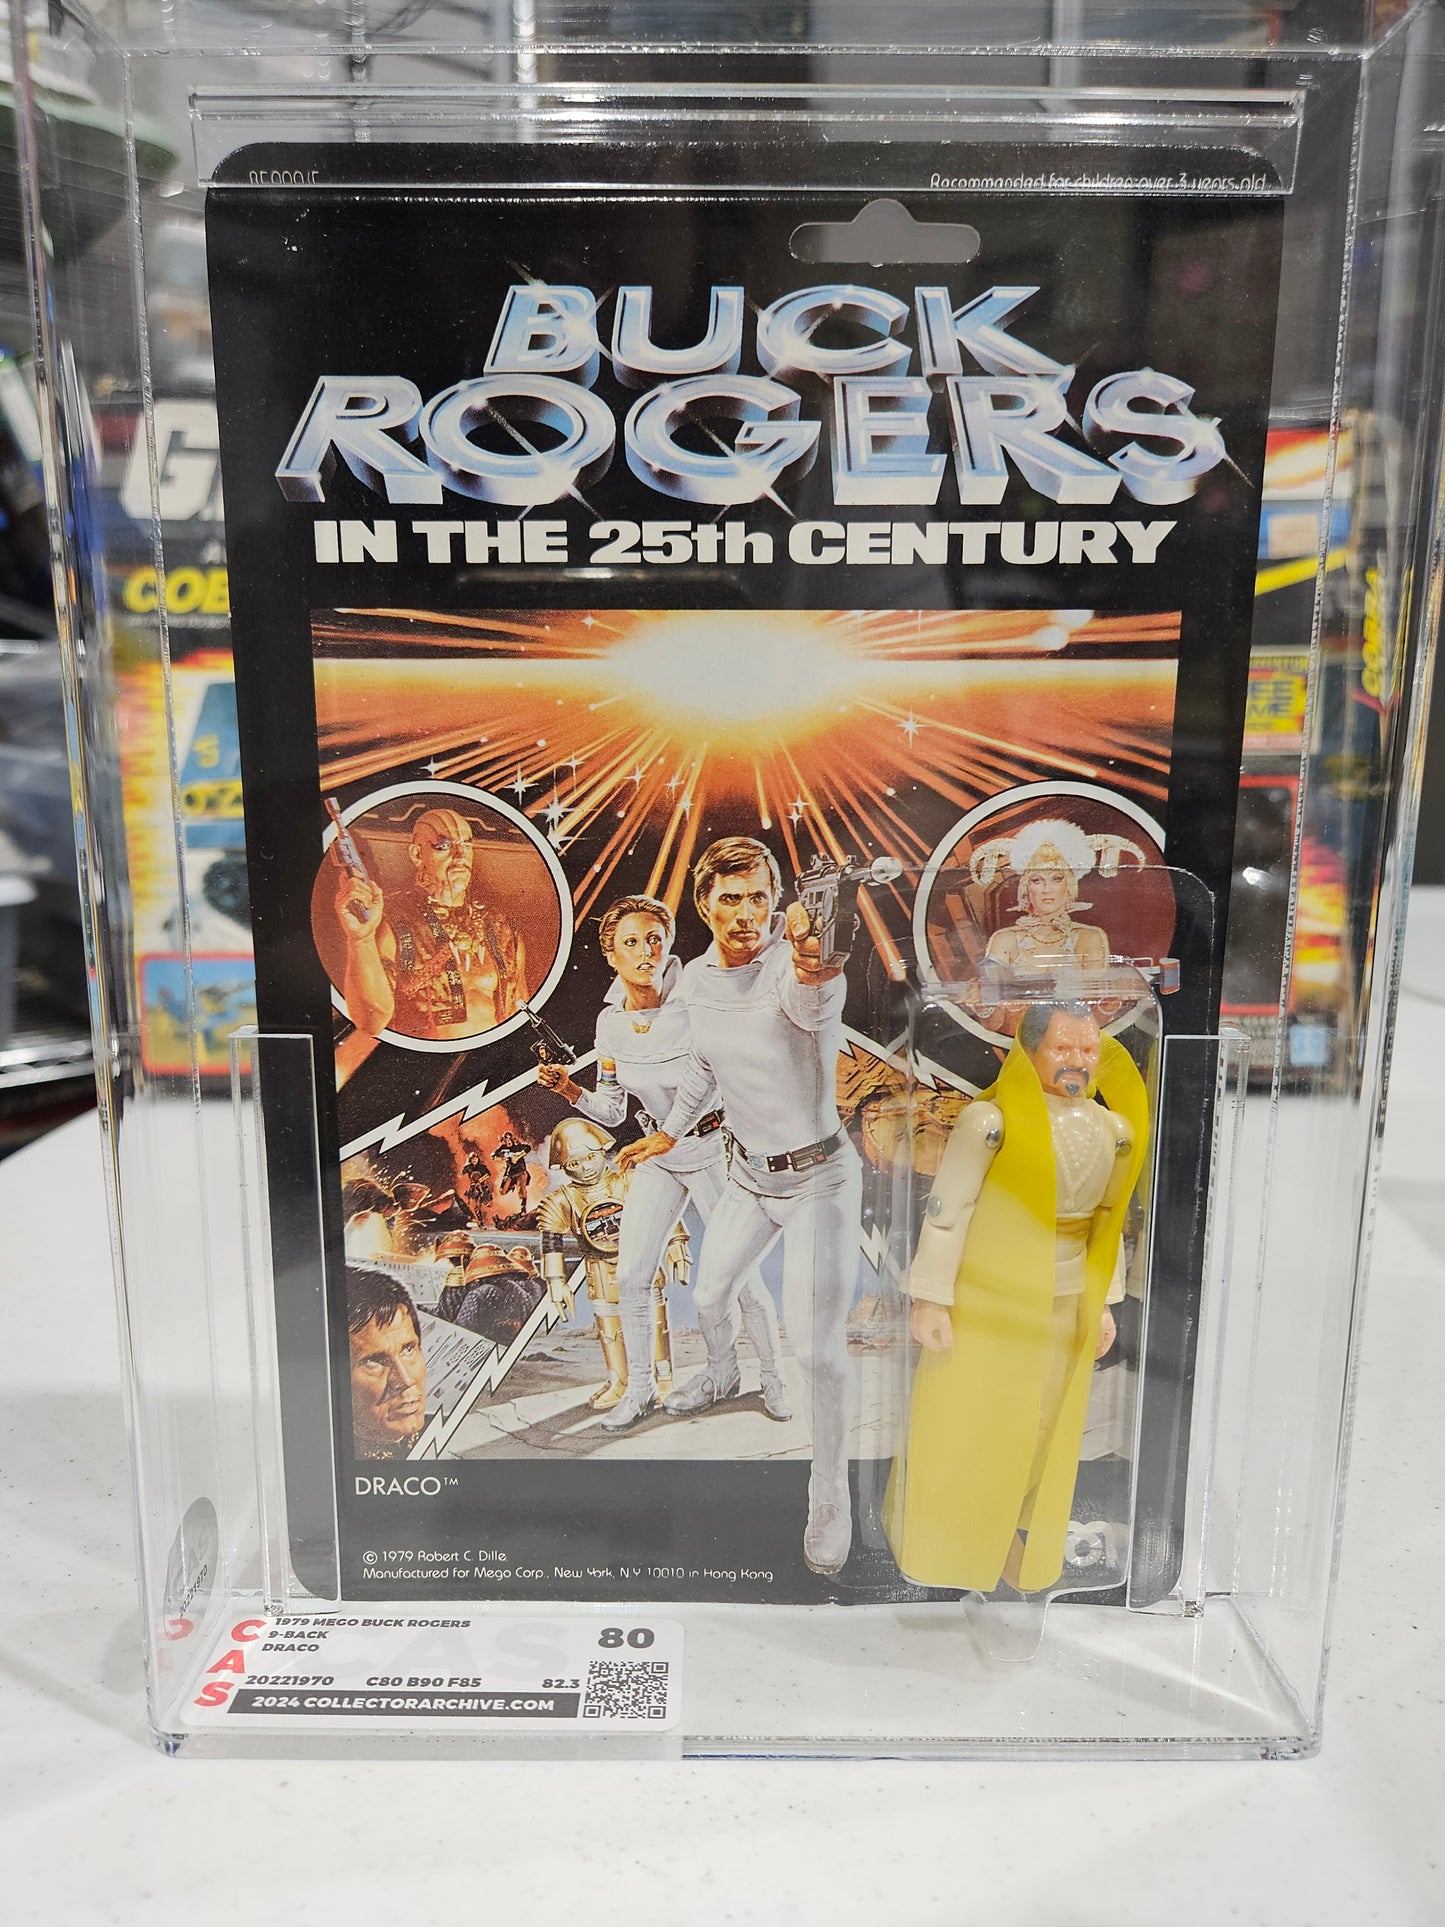 Recommended for children over 3 years old
BUCK
ROGERS
IN THE 25th CENTURY
DRACO™
© 1979 Robert C. Dille
Manufactured for Mego Corp., New York, N.Y. 10010 in Hong Kong
CAS
1979 MEGO BUCK ROGERS
9-BACK
DRACO
80
20221970 C80 B90 F85 82.3
2024 COLLECTORARCHIVE.COM
20221970
COBRA